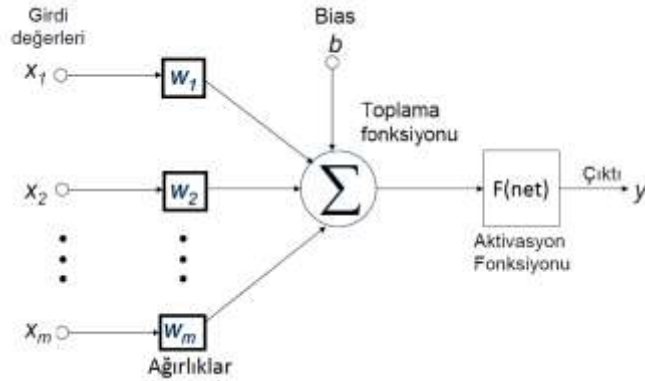 Girdi
değerleri
Bias
b
x1
w1
Toplama
fonksiyonu
x2
w2
Σ
F(net)
Çıktı
y
Aktivasyon
Fonksiyonu
xm
wm
Ağırlıklar